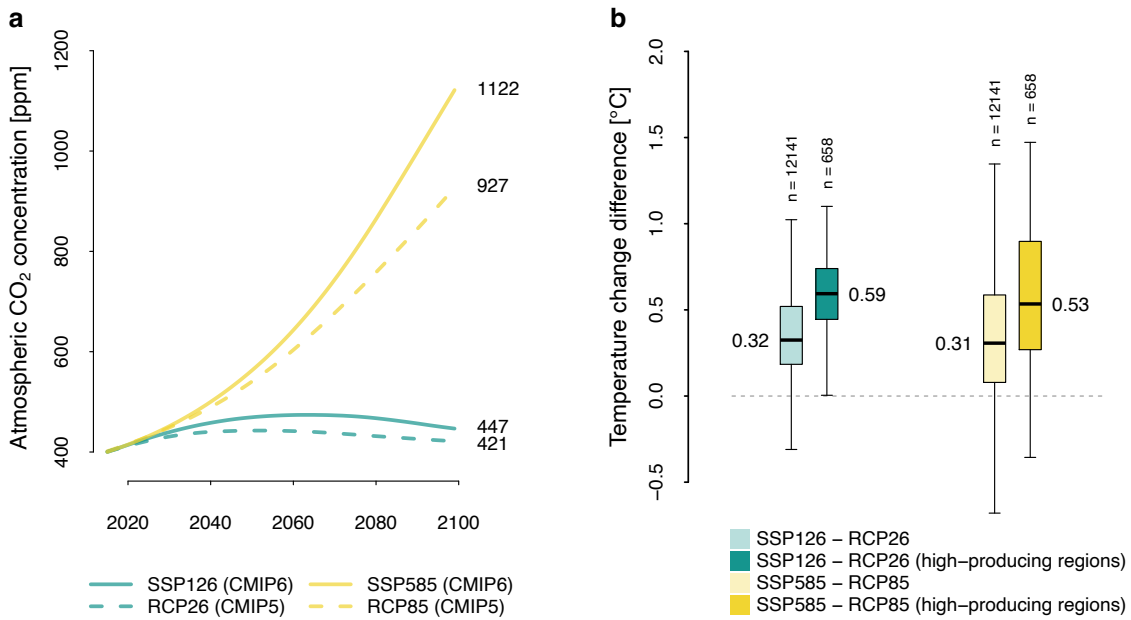 a
Atmospheric CO₂ concentration [ppm]
1200
1000
800
600
400
1122
927
447
421
2020 2040 2060 2080 2100
SSP126 (CMIP6) SSP585 (CMIP6)
RCP26 (CMIP5) RCP85 (CMIP5)
b
Temperature change difference [°C]
2.0
1.5
1.0
0.5
0.0
−0.5
n = 12141
n = 658
n = 12141
n = 658
0.32
0.59
0.31
0.53
SSP126 − RCP26
SSP126 − RCP26 (high−producing regions)
SSP585 − RCP85
SSP585 − RCP85 (high−producing regions)